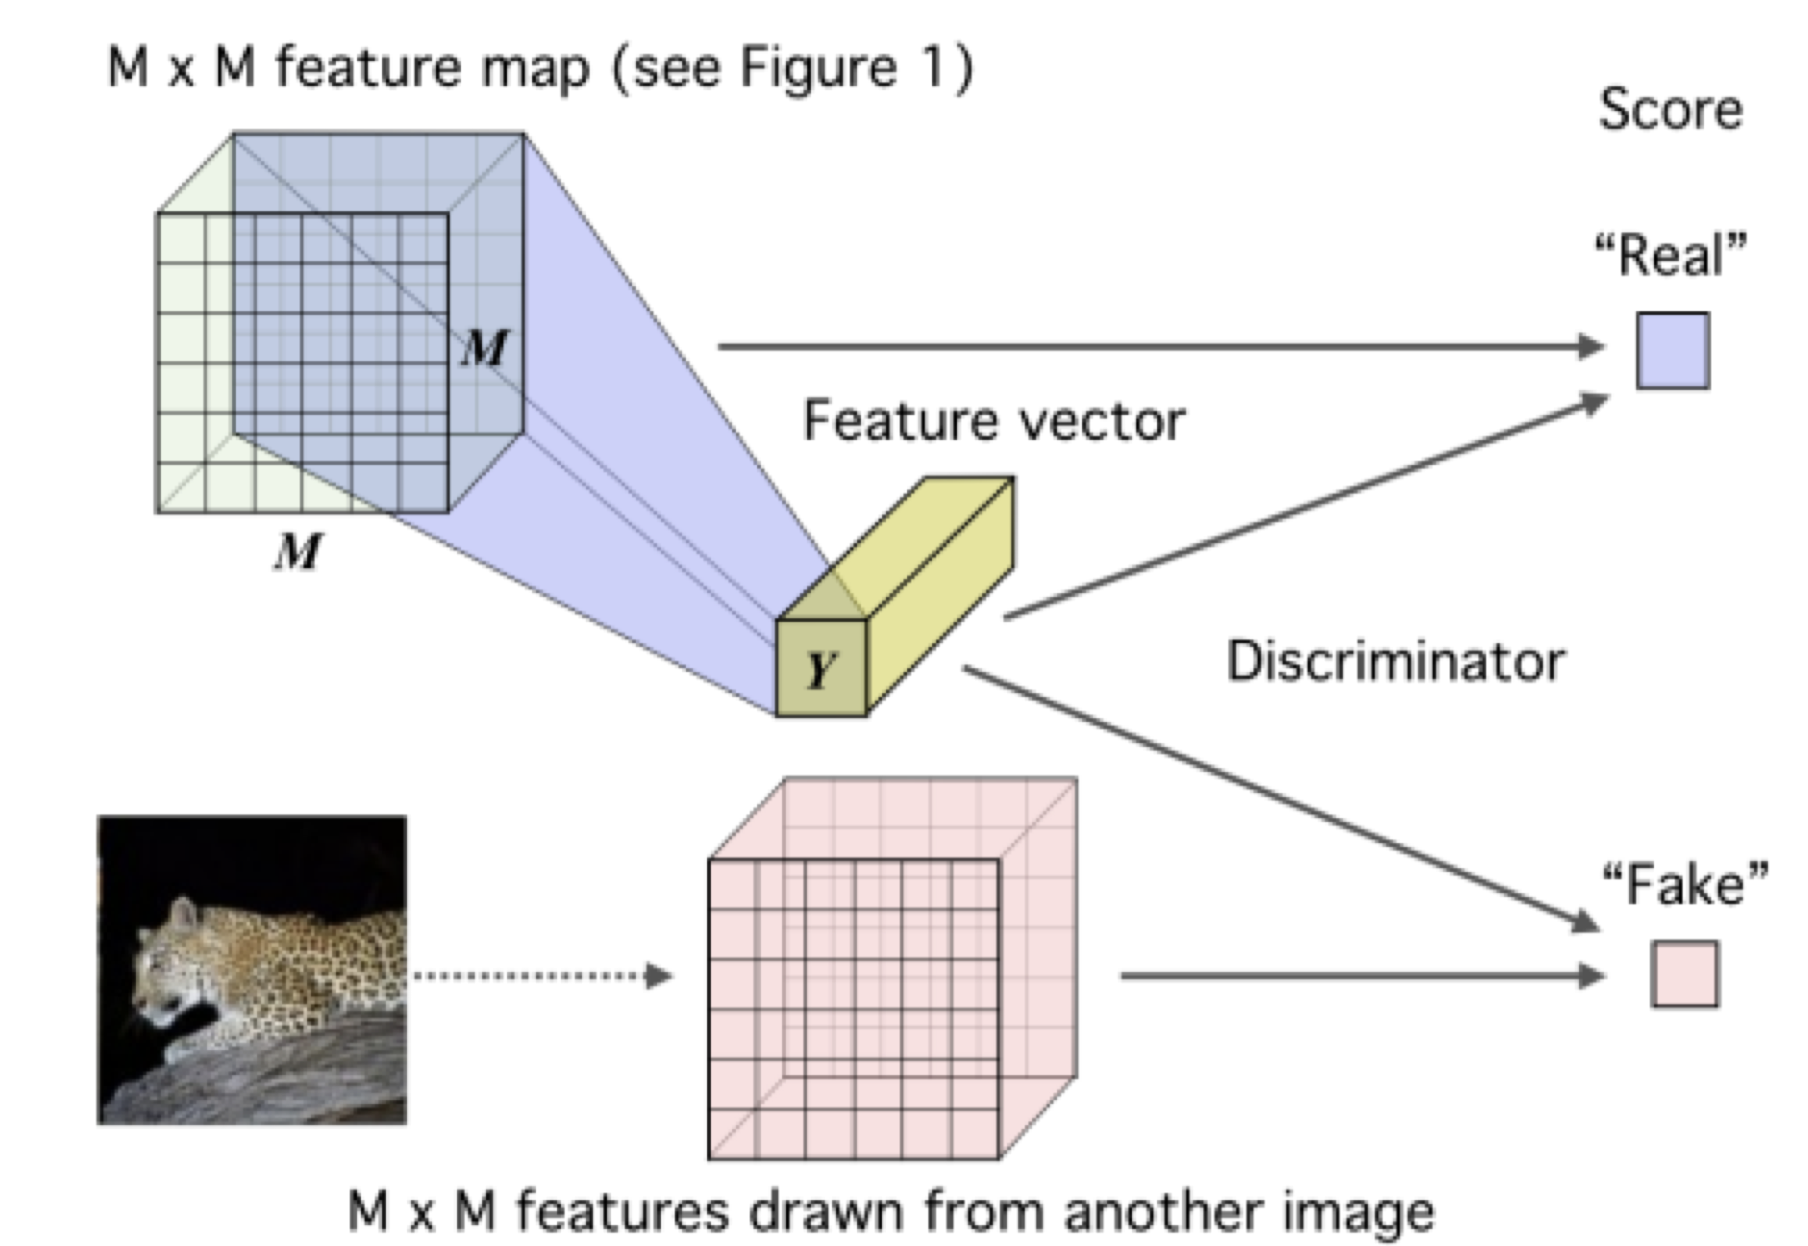 M x M feature map (see Figure 1)
Score
“Real”
M
Feature vector
M
Y
Discriminator
“Fake”
M x M features drawn from another image